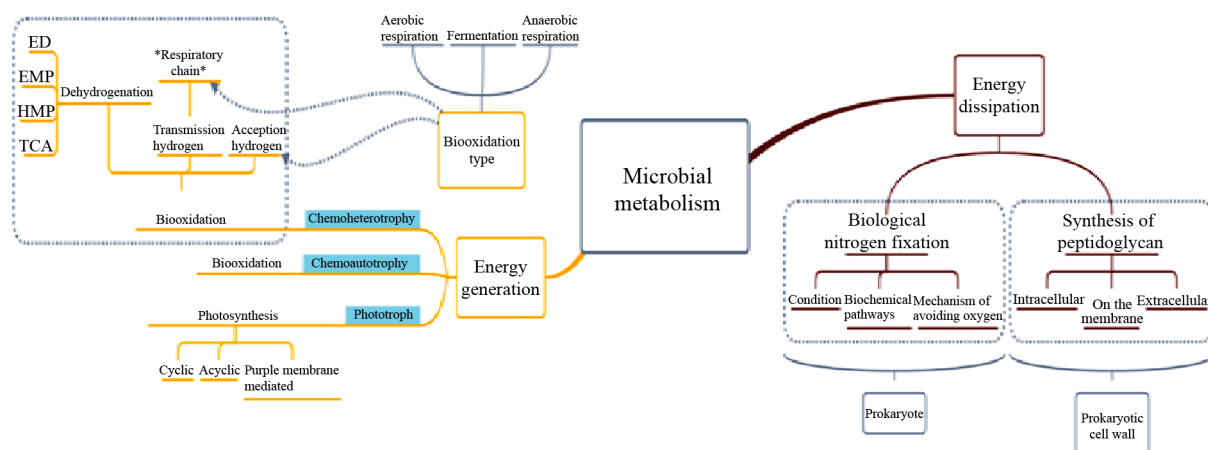 ED
EMP
HMP
TCA
Dehydrogenation
*Respiratory
chain*
Transmission
hydrogen
Acception
hydrogen
Biooxidation
Chemoheterotrophy
Biooxidation
Chemoautotrophy
Photosynthesis
Phototroph
Cyclic
Acyclic
Purple membrane
mediated
Aerobic
respiration
Fermentation
Anaerobic
respiration
Biooxidation
type
Energy
generation
Microbial
metabolism
Energy
dissipation
Biological
nitrogen fixation
Condition
Biochemical
pathways
Mechanism of
avoiding oxygen
Prokaryote
Synthesis of
peptidoglycan
Intracellular
On the
membrane
Extracellular
Prokaryotic
cell wall